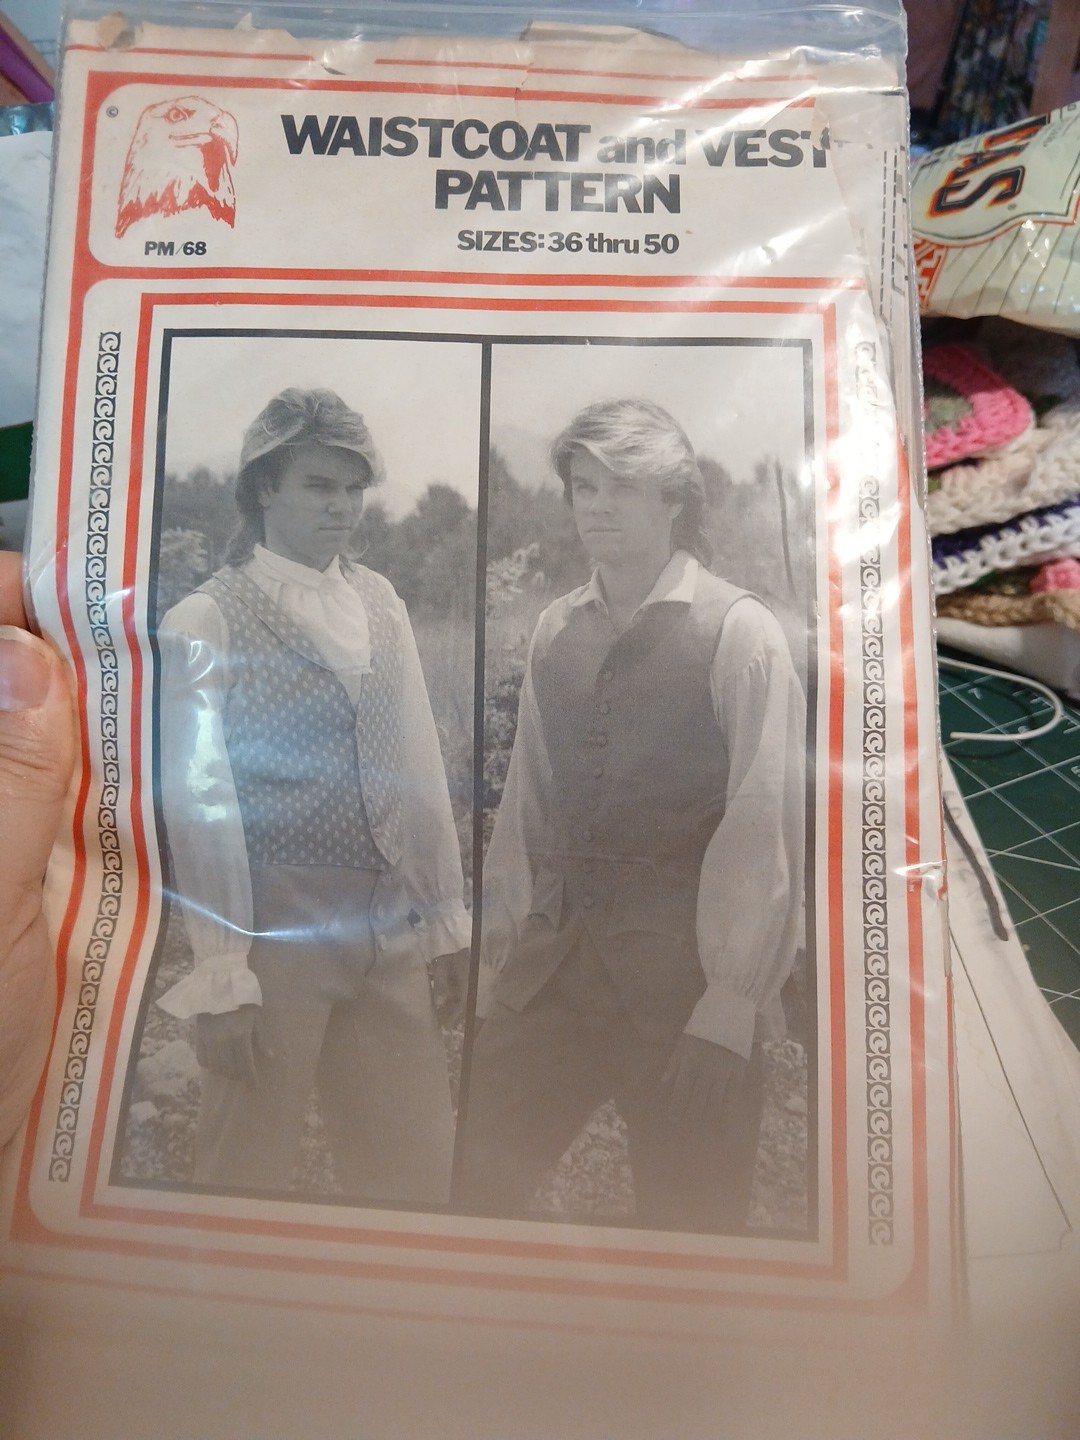 ©
WAISTCOAT and VEST
PATTERN
SIZES: 36 thru 50
PM/68